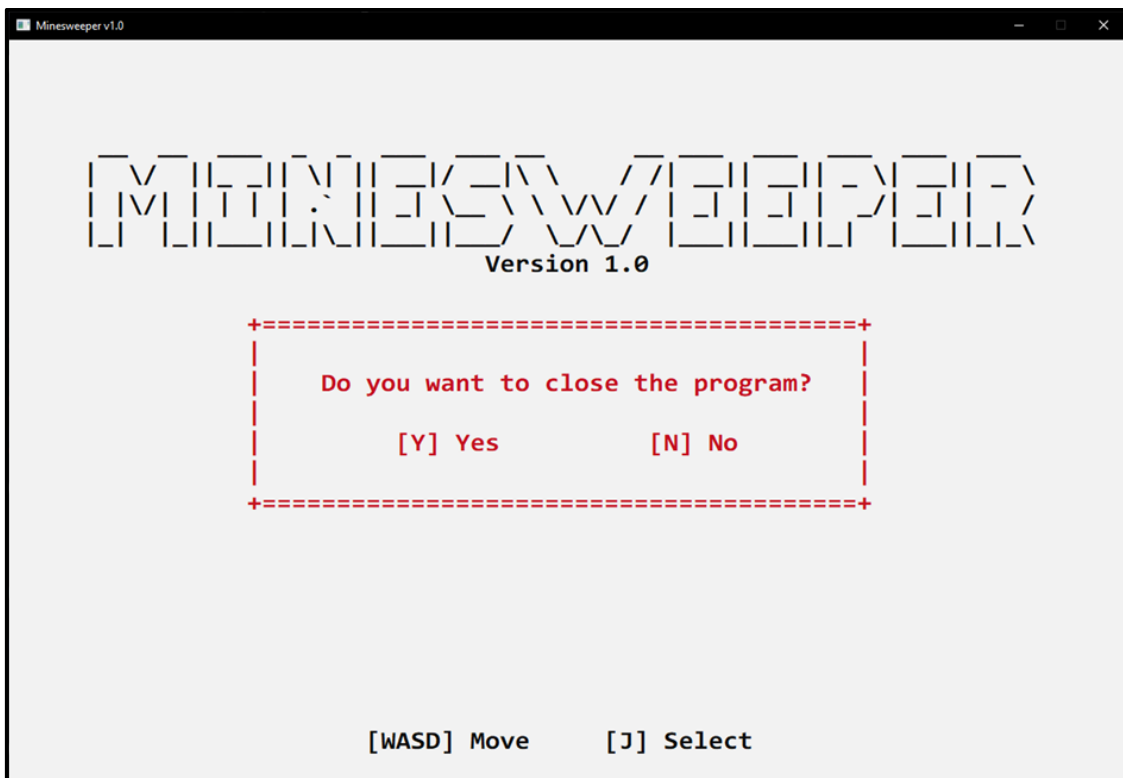 Minesweeper v1.0
MINESWEEPER
Version 1.0
Do you want to close the program?
[Y] Yes [N] No
[WASD] Move [J] Select